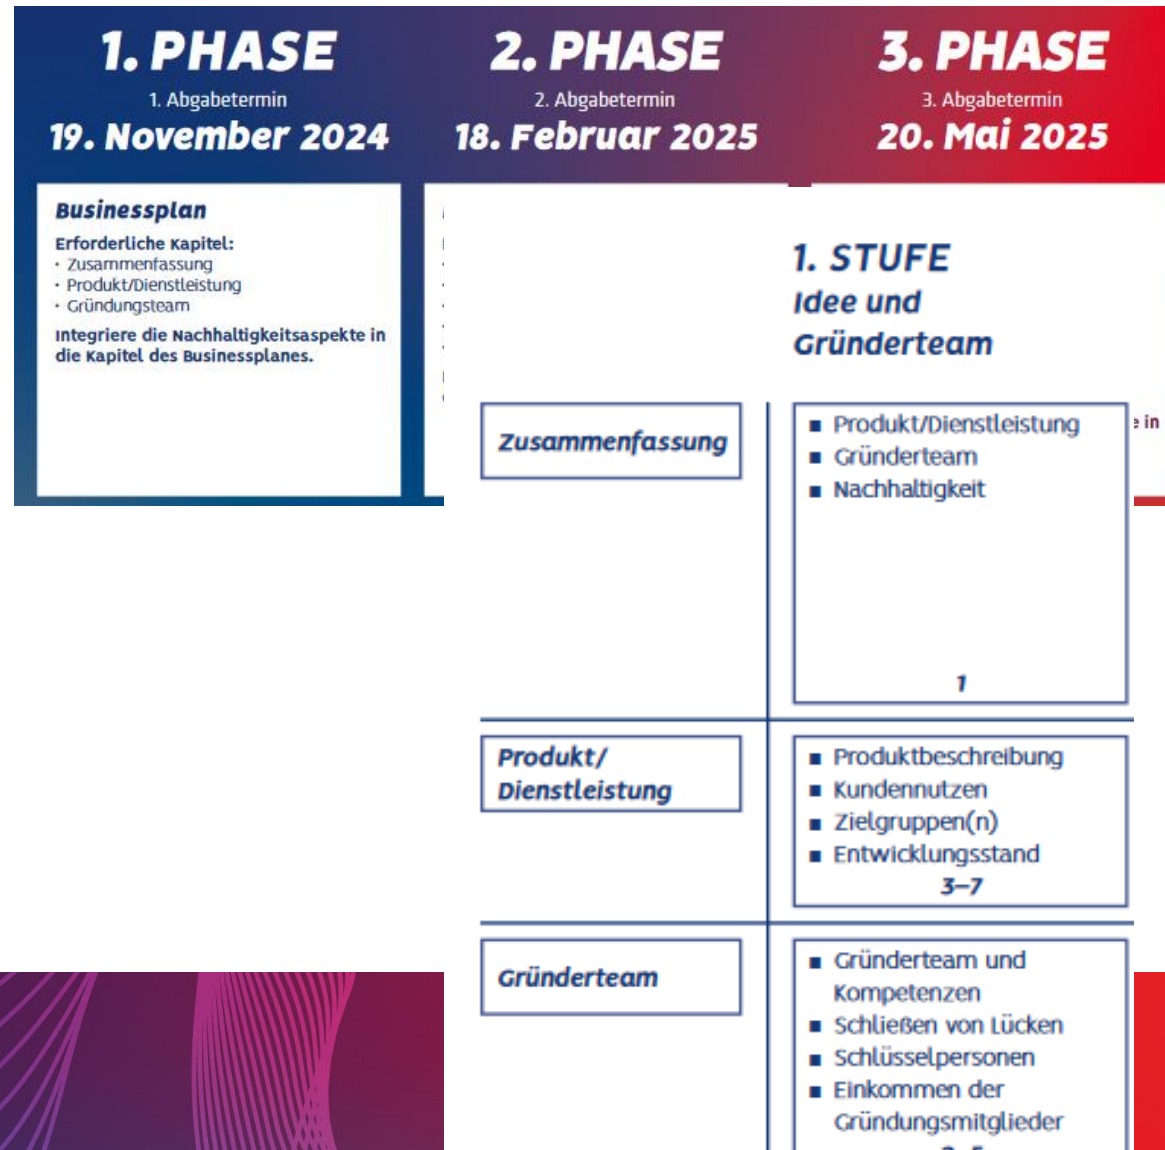 1. PHASE
1. Abgabetermin
19. November 2024
2. PHASE
2. Abgabetermin
18. Februar 2025
3. PHASE
3. Abgabetermin
20. Mai 2025
Businessplan
Erforderliche Kapitel:
· Zusammenfassung
· Produkt/Dienstleistung
· Gründungsteam
Integriere die Nachhaltigkeitsaspekte in
die Kapitel des Businessplanes.
1. STUFE
Idee und
Gründerteam
Zusammenfassung
■ Produkt/Dienstleistung
■ Gründerteam
■ Nachhaltigkeit
1
e in
Produkt/
Dienstleistung
■ Produktbeschreibung
■ Kundennutzen
■ Zielgruppen(n)
■ Entwicklungsstand
3–7
Gründerteam
■ Gründerteam und
Kompetenzen
■ Schließen von Lücken
■ Schlüsselpersonen
■ Einkommen der
Gründungsmitglieder